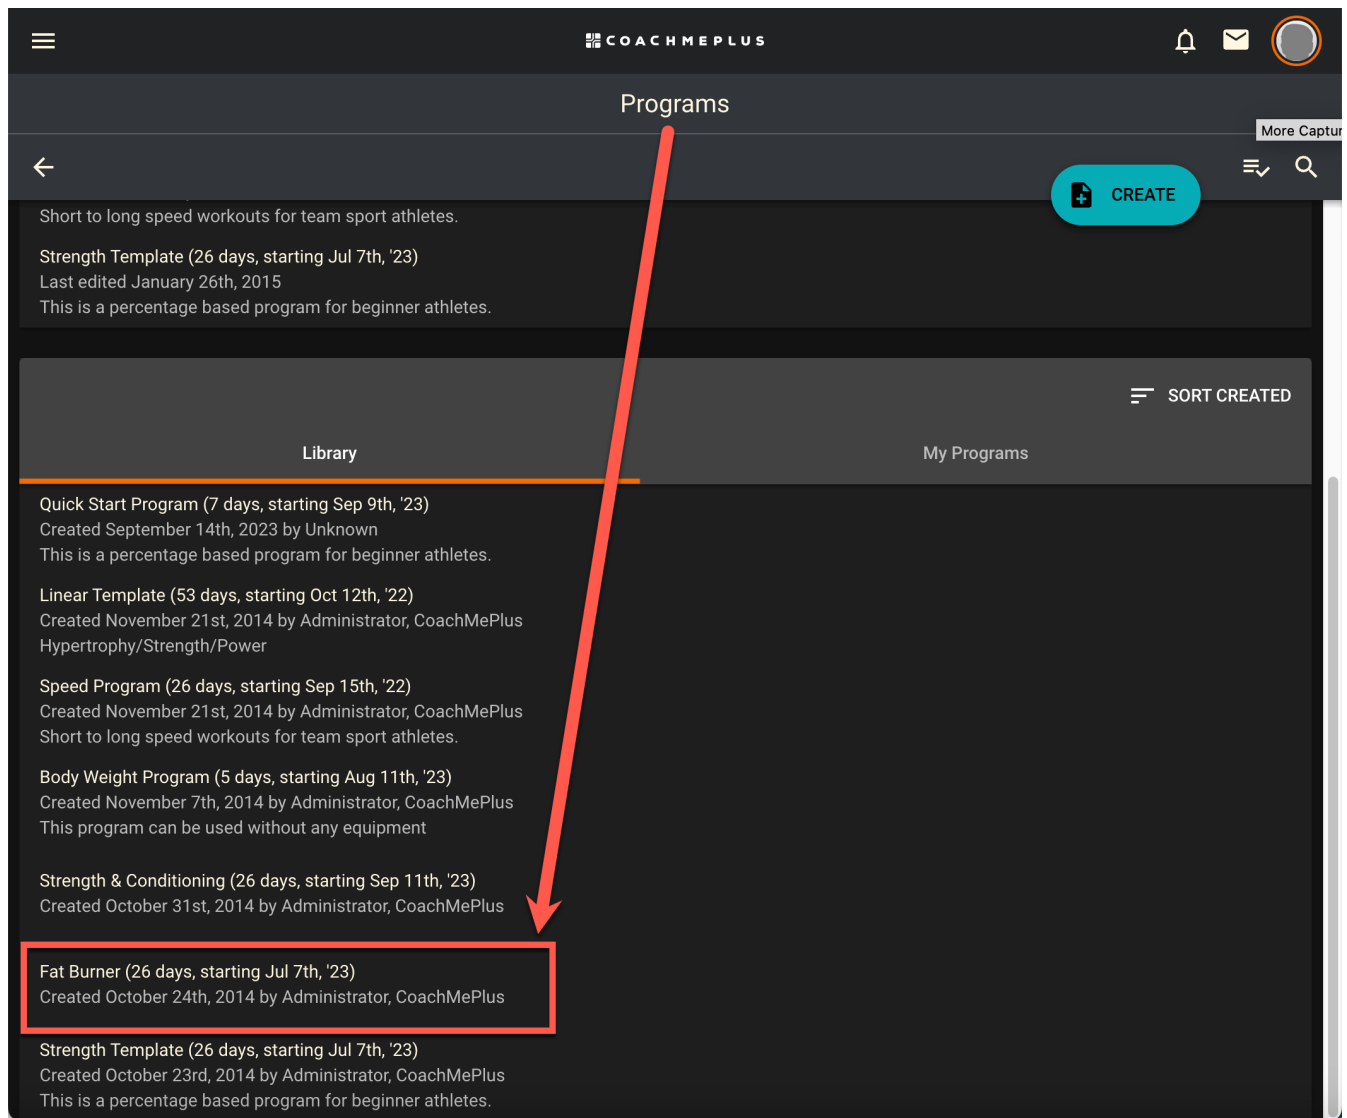 COACHMEPLUS
Programs
More Captur
CREATE
Short to long speed workouts for team sport athletes.
Strength Template (26 days, starting Jul 7th, '23)
Last edited January 26th, 2015
This is a percentage based program for beginner athletes.
SORT CREATED
Library
My Programs
Quick Start Program (7 days, starting Sep 9th, '23)
Created September 14th, 2023 by Unknown
This is a percentage based program for beginner athletes.
Linear Template (53 days, starting Oct 12th, '22)
Created November 21st, 2014 by Administrator, CoachMePlus
Hypertrophy/Strength/Power
Speed Program (26 days, starting Sep 15th, '22)
Created November 21st, 2014 by Administrator, CoachMePlus
Short to long speed workouts for team sport athletes.
Body Weight Program (5 days, starting Aug 11th, '23)
Created November 7th, 2014 by Administrator, CoachMePlus
This program can be used without any equipment
Strength & Conditioning (26 days, starting Sep 11th, '23)
Created October 31st, 2014 by Administrator, CoachMePlus
Fat Burner (26 days, starting Jul 7th, '23)
Created October 24th, 2014 by Administrator, CoachMePlus
Strength Template (26 days, starting Jul 7th, '23)
Created October 23rd, 2014 by Administrator, CoachMePlus
This is a percentage based program for beginner athletes.